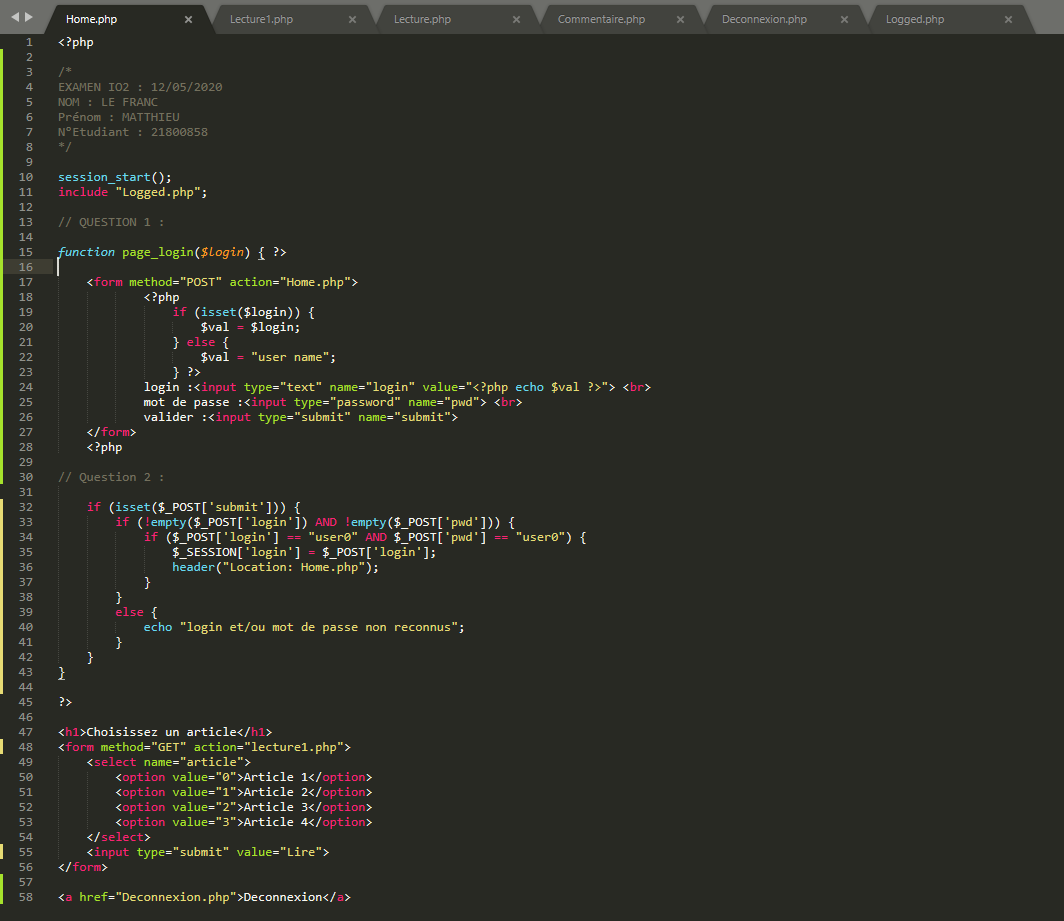 Home.php × Lecture1.php × Lecture.php × Commentaire.php × Deconnexion.php × Logged.php ×
1 <?php
2
3 /*
4 EXAMEN IO2 : 12/05/2020
5 NOM : LE FRANC
6 Prénom : MATTHIEU
7 N°Etudiant : 21800858
8 */
9
10 session_start();
11 include "Logged.php";
12
13 // QUESTION 1 :
14
15 function page_login($login) { ?>
16
17     <form method="POST" action="Home.php">
18             <?php
19                 if (isset($login)) {
20                     $val = $login;
21                 } else {
22                     $val = "user name";
23                 } ?>
24             login :<input type="text" name="login" value="<?php echo $val ?>"> <br>
25             mot de passe :<input type="password" name="pwd"> <br>
26             valider :<input type="submit" name="submit">
27     </form>
28     <?php
29
30 // Question 2 :
31
32     if (isset($_POST['submit'])) {
33         if (!empty($_POST['login']) AND !empty($_POST['pwd'])) {
34             if ($_POST['login'] == "user0" AND $_POST['pwd'] == "user0") {
35                 $_SESSION['login'] = $_POST['login'];
36                 header("Location: Home.php");
37             }
38         }
39         else {
40             echo "login et/ou mot de passe non reconnus";
41         }
42     }
43 }
44
45 ?>
46
47 <h1>Choisissez un article</h1>
48 <form method="GET" action="lecture1.php">
49     <select name="article">
50         <option value="0">Article 1</option>
51         <option value="1">Article 2</option>
52         <option value="2">Article 3</option>
53         <option value="3">Article 4</option>
54     </select>
55     <input type="submit" value="Lire">
56 </form>
57
58 <a href="Deconnexion.php">Deconnexion</a>